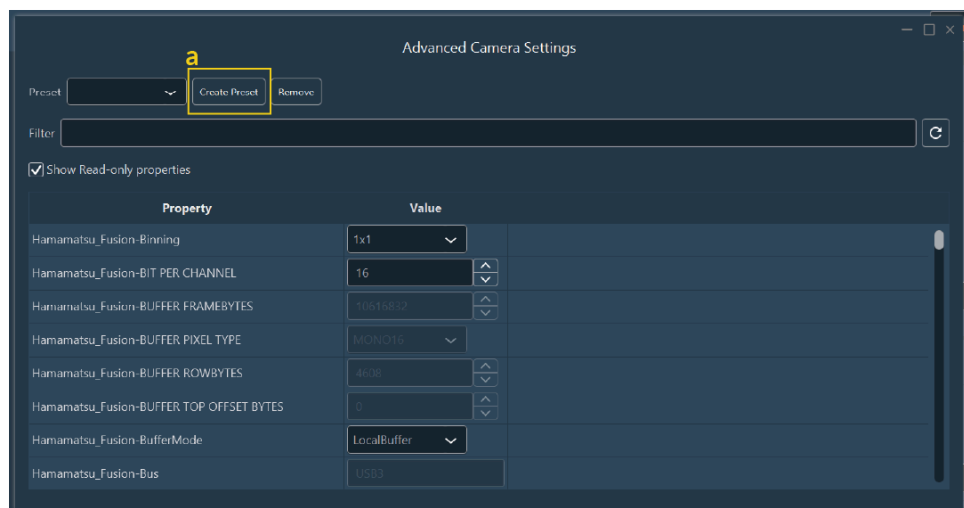 Advanced Camera Settings
a
Preset Create Preset Remove
Filter
Show Read-only properties
Property Value
Hamamatsu_Fusion-Binning 1x1
Hamamatsu_Fusion-BIT PER CHANNEL 16
Hamamatsu_Fusion-BUFFER FRAMEBYTES 10616832
Hamamatsu_Fusion-BUFFER PIXEL TYPE MONO16
Hamamatsu_Fusion-BUFFER ROWBYTES 4608
Hamamatsu_Fusion-BUFFER TOP OFFSET BYTES 0
Hamamatsu_Fusion-BufferMode LocalBuffer
Hamamatsu_Fusion-Bus USB3